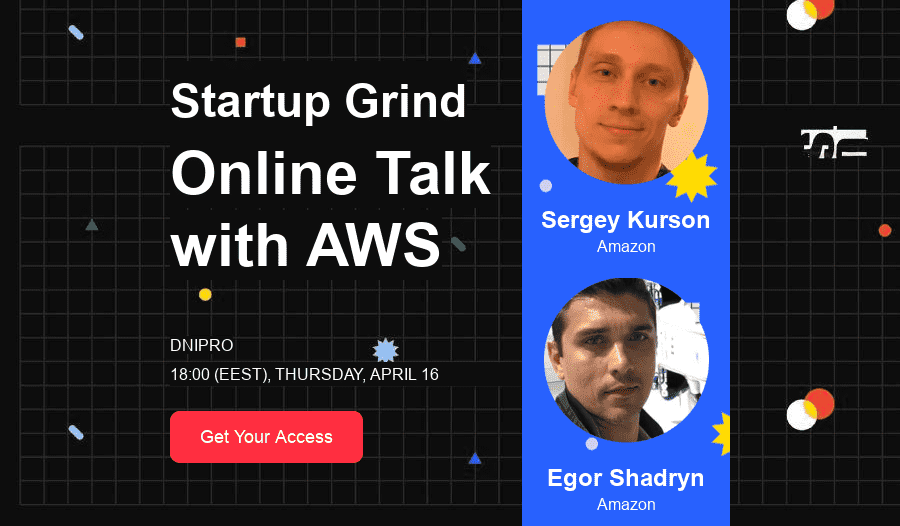 Startup Grind
Online Talk
with AWS
DNIPRO
18:00 (EEST), THURSDAY, APRIL 16
Get Your Access
Sergey Kurson
Amazon
Egor Shadryn
Amazon